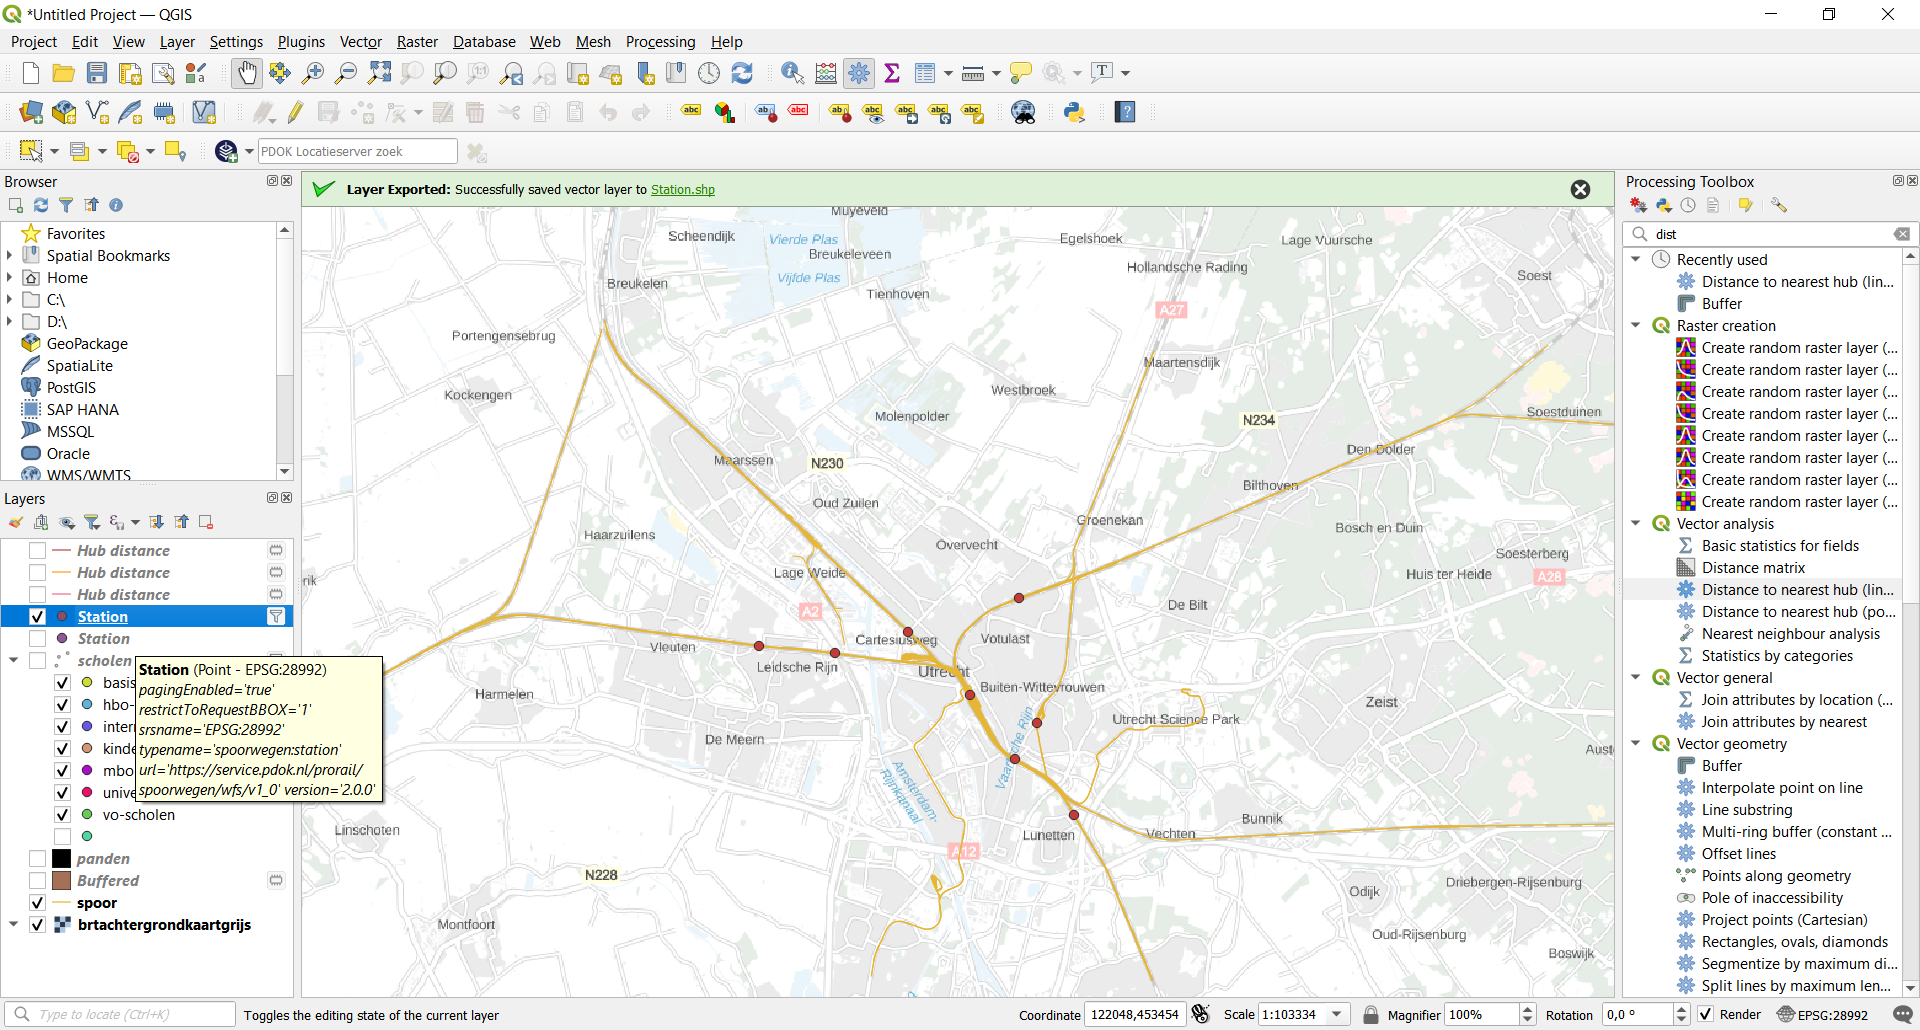 *Untitled Project — QGIS
Project Edit View Layer Settings Plugins Vector Raster Database Web Mesh Processing Help
PDOK Locatieserver zoek
Browser
Favorites
Spatial Bookmarks
Home
C:\
D:\
GeoPackage
SpatiaLite
PostGIS
SAP HANA
MSSQL
Oracle
WMS/WMTS
Layers
Hub distance
Hub distance
Hub distance
Station
Station
scholen
basis
hbo-
inter
kinde
mbo
unive
vo-scholen
panden
Buffered
spoor
brtachtergrondkaartgrijs
Station (Point - EPSG:28992)
pagingEnabled='true'
restrictToRequestBBOX='1'
srsname='EPSG:28992'
typename='spoorwegen:station'
url='https://service.pdok.nl/prorail/
spoorwegen/wfs/v1_0' version='2.0.0'
Layer Exported: Successfully saved vector layer to Station.shp
Muyeveld
Scheendijk
Vierde Plas
Breukeleveen
Egelshoek
Lage Vuursche
Hollandsche Rading
Soest
Breukelen
Vijfde Plas
Tienhoven
A27
Portengensebrug
Maartensdijk
Westbroek
Kockengen
Molenpolder
N234
Soestduinen
Den Dolder
Maarssen
N230
Bilthoven
Oud Zuilen
Groenekan
Bosch en Duin
Haarzuilens
Overvecht
Soesterberg
Lage Weide
Huis ter Heide
A28
rik
A2
De Bilt
Cartesiusweg
Votulast
Vleuten
Leidsche Rijn
Utrecht
Buiten-Wittevrouwen
Harmelen
Zeist
Utrecht Science Park
De Meern
Vaartsche Rijn
Aust
Amsterdam-
Rijnkanaal
Linschoten
Lunetten
Vechten
Bunnik
A12
N228
Odijk
Driebergen-Rijsenburg
Montfoort
Oud-Rijsenburg
Boswijk
Processing Toolbox
dist
Recently used
Distance to nearest hub (lin...
Buffer
Raster creation
Create random raster layer (...
Create random raster layer (...
Create random raster layer (...
Create random raster layer (...
Create random raster layer (...
Create random raster layer (...
Create random raster layer (...
Create random raster layer (...
Vector analysis
Basic statistics for fields
Distance matrix
Distance to nearest hub (lin...
Distance to nearest hub (po...
Nearest neighbour analysis
Statistics by categories
Vector general
Join attributes by location (...
Join attributes by nearest
Vector geometry
Buffer
Interpolate point on line
Line substring
Multi-ring buffer (constant ...
Offset lines
Points along geometry
Pole of inaccessibility
Project points (Cartesian)
Rectangles, ovals, diamonds
Segmentize by maximum di...
Split lines by maximum len...
Type to locate (Ctrl+K)
Toggles the editing state of the current layer
Coordinate 122048,453454 Scale 1:103334 Magnifier 100% Rotation 0,0 ° Render EPSG:28992